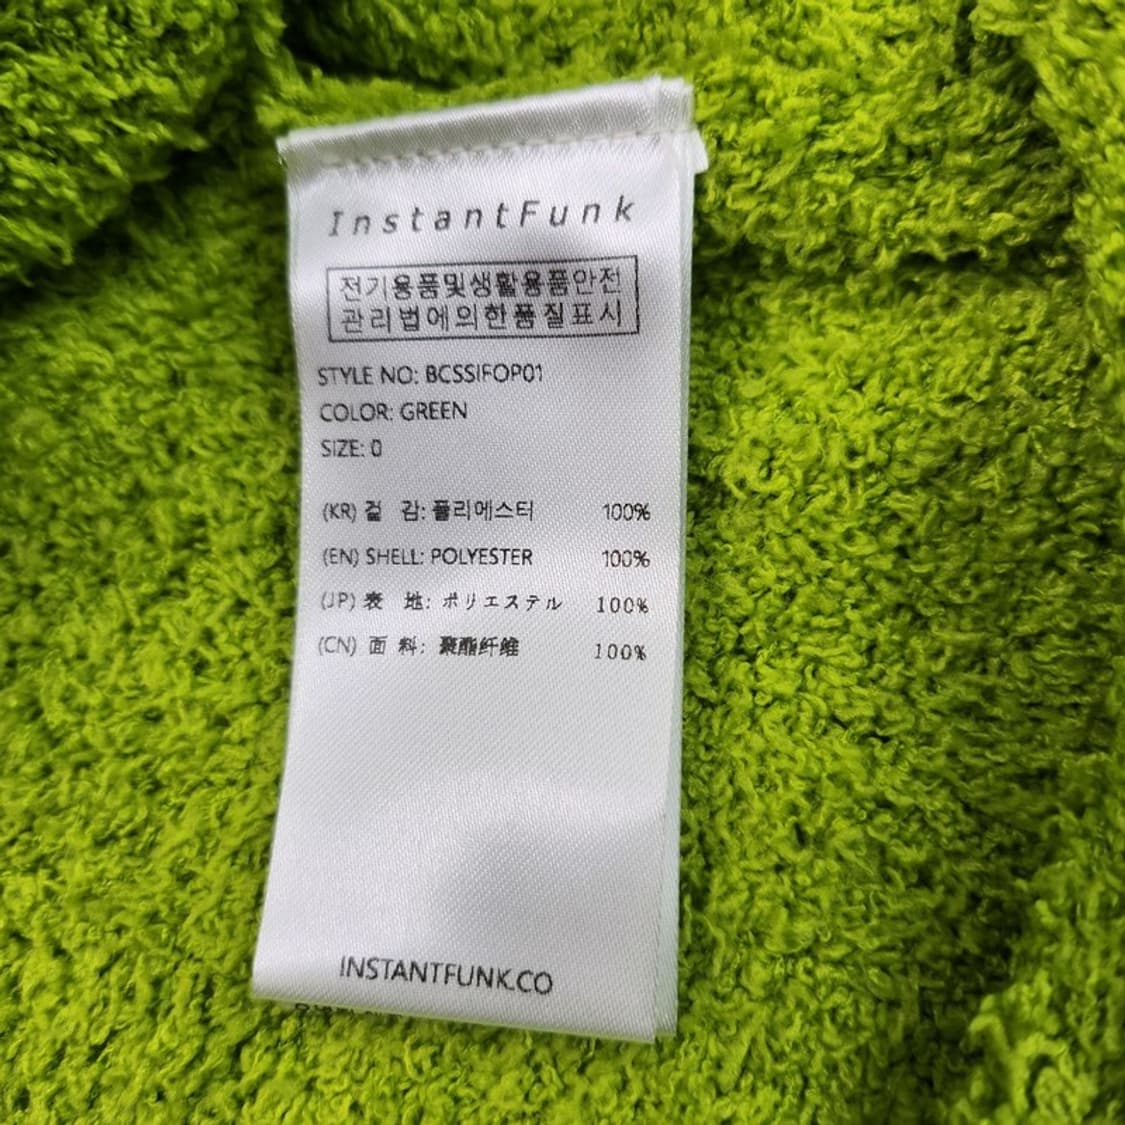 InstantFunk
전기용품및생활용품안전
관리법에의한품질표시
STYLE NO: BCSSIFOP01
COLOR: GREEN
SIZE: 0
(KR) 겉 감: 폴리에스터 100%
(EN) SHELL: POLYESTER 100%
(JP) 表 地: ポリエステル 100%
(CN) 面 料: 聚酯纤维 100%
INSTANTFUNK.CO